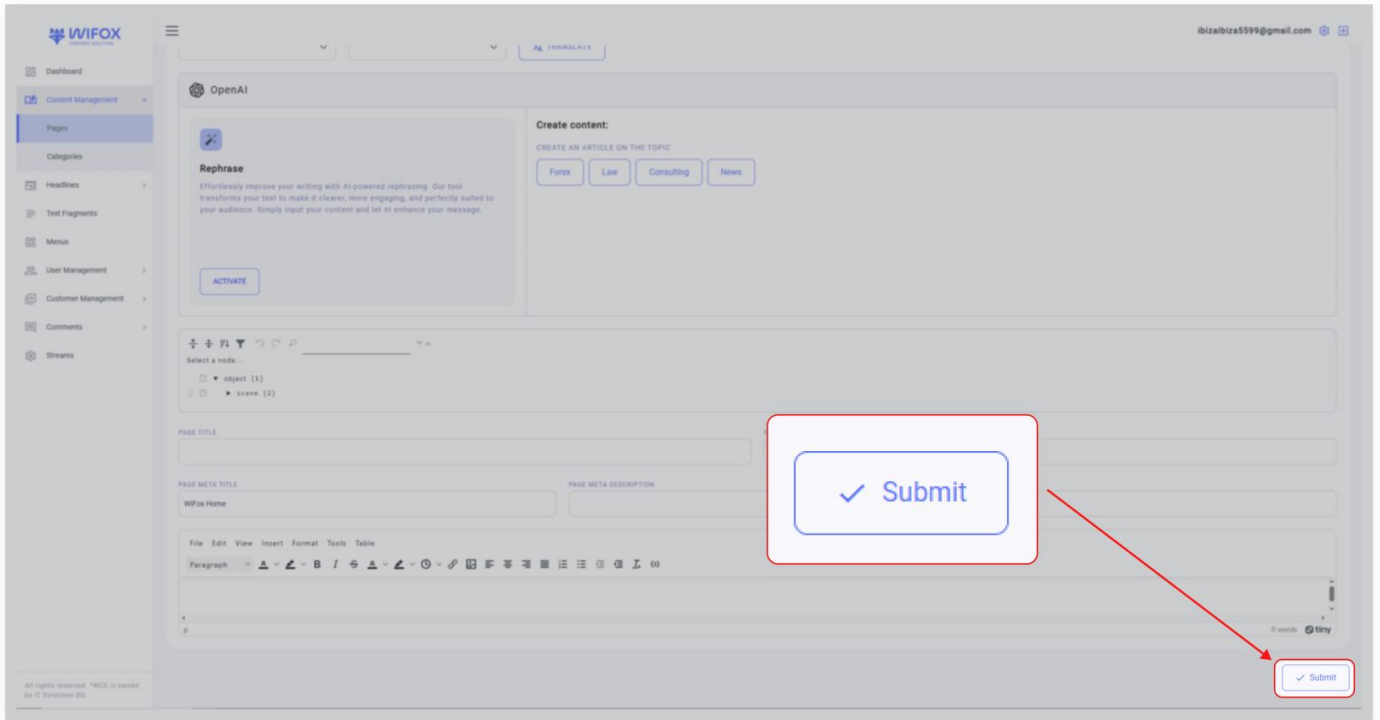 WIFOX
CONTENT SOLUTION
ibizaibiza5599@gmail.com
Dashboard
Content Management
Pages
Categories
Headlines
Text Fragments
Menus
User Management
Customer Management
Comments
Streams
TRANSLATE
OpenAI
Rephrase
Effortlessly improve your writing with AI-powered rephrasing. Our tool
transforms your text to make it clearer, more engaging, and perfectly suited to
your audience. Simply input your content and let AI enhance your message.
ACTIVATE
Create content:
CREATE AN ARTICLE ON THE TOPIC
Forex Law Consulting News
Select a node...
object {1}
scene {2}
PAGE TITLE
PAGE META TITLE
PAGE META DESCRIPTION
WiFox Home
Submit
File Edit View Insert Format Tools Table
Paragraph
p
0 words tiny
Submit
All rights reserved. *WCS is owned
by IT Solutions BG